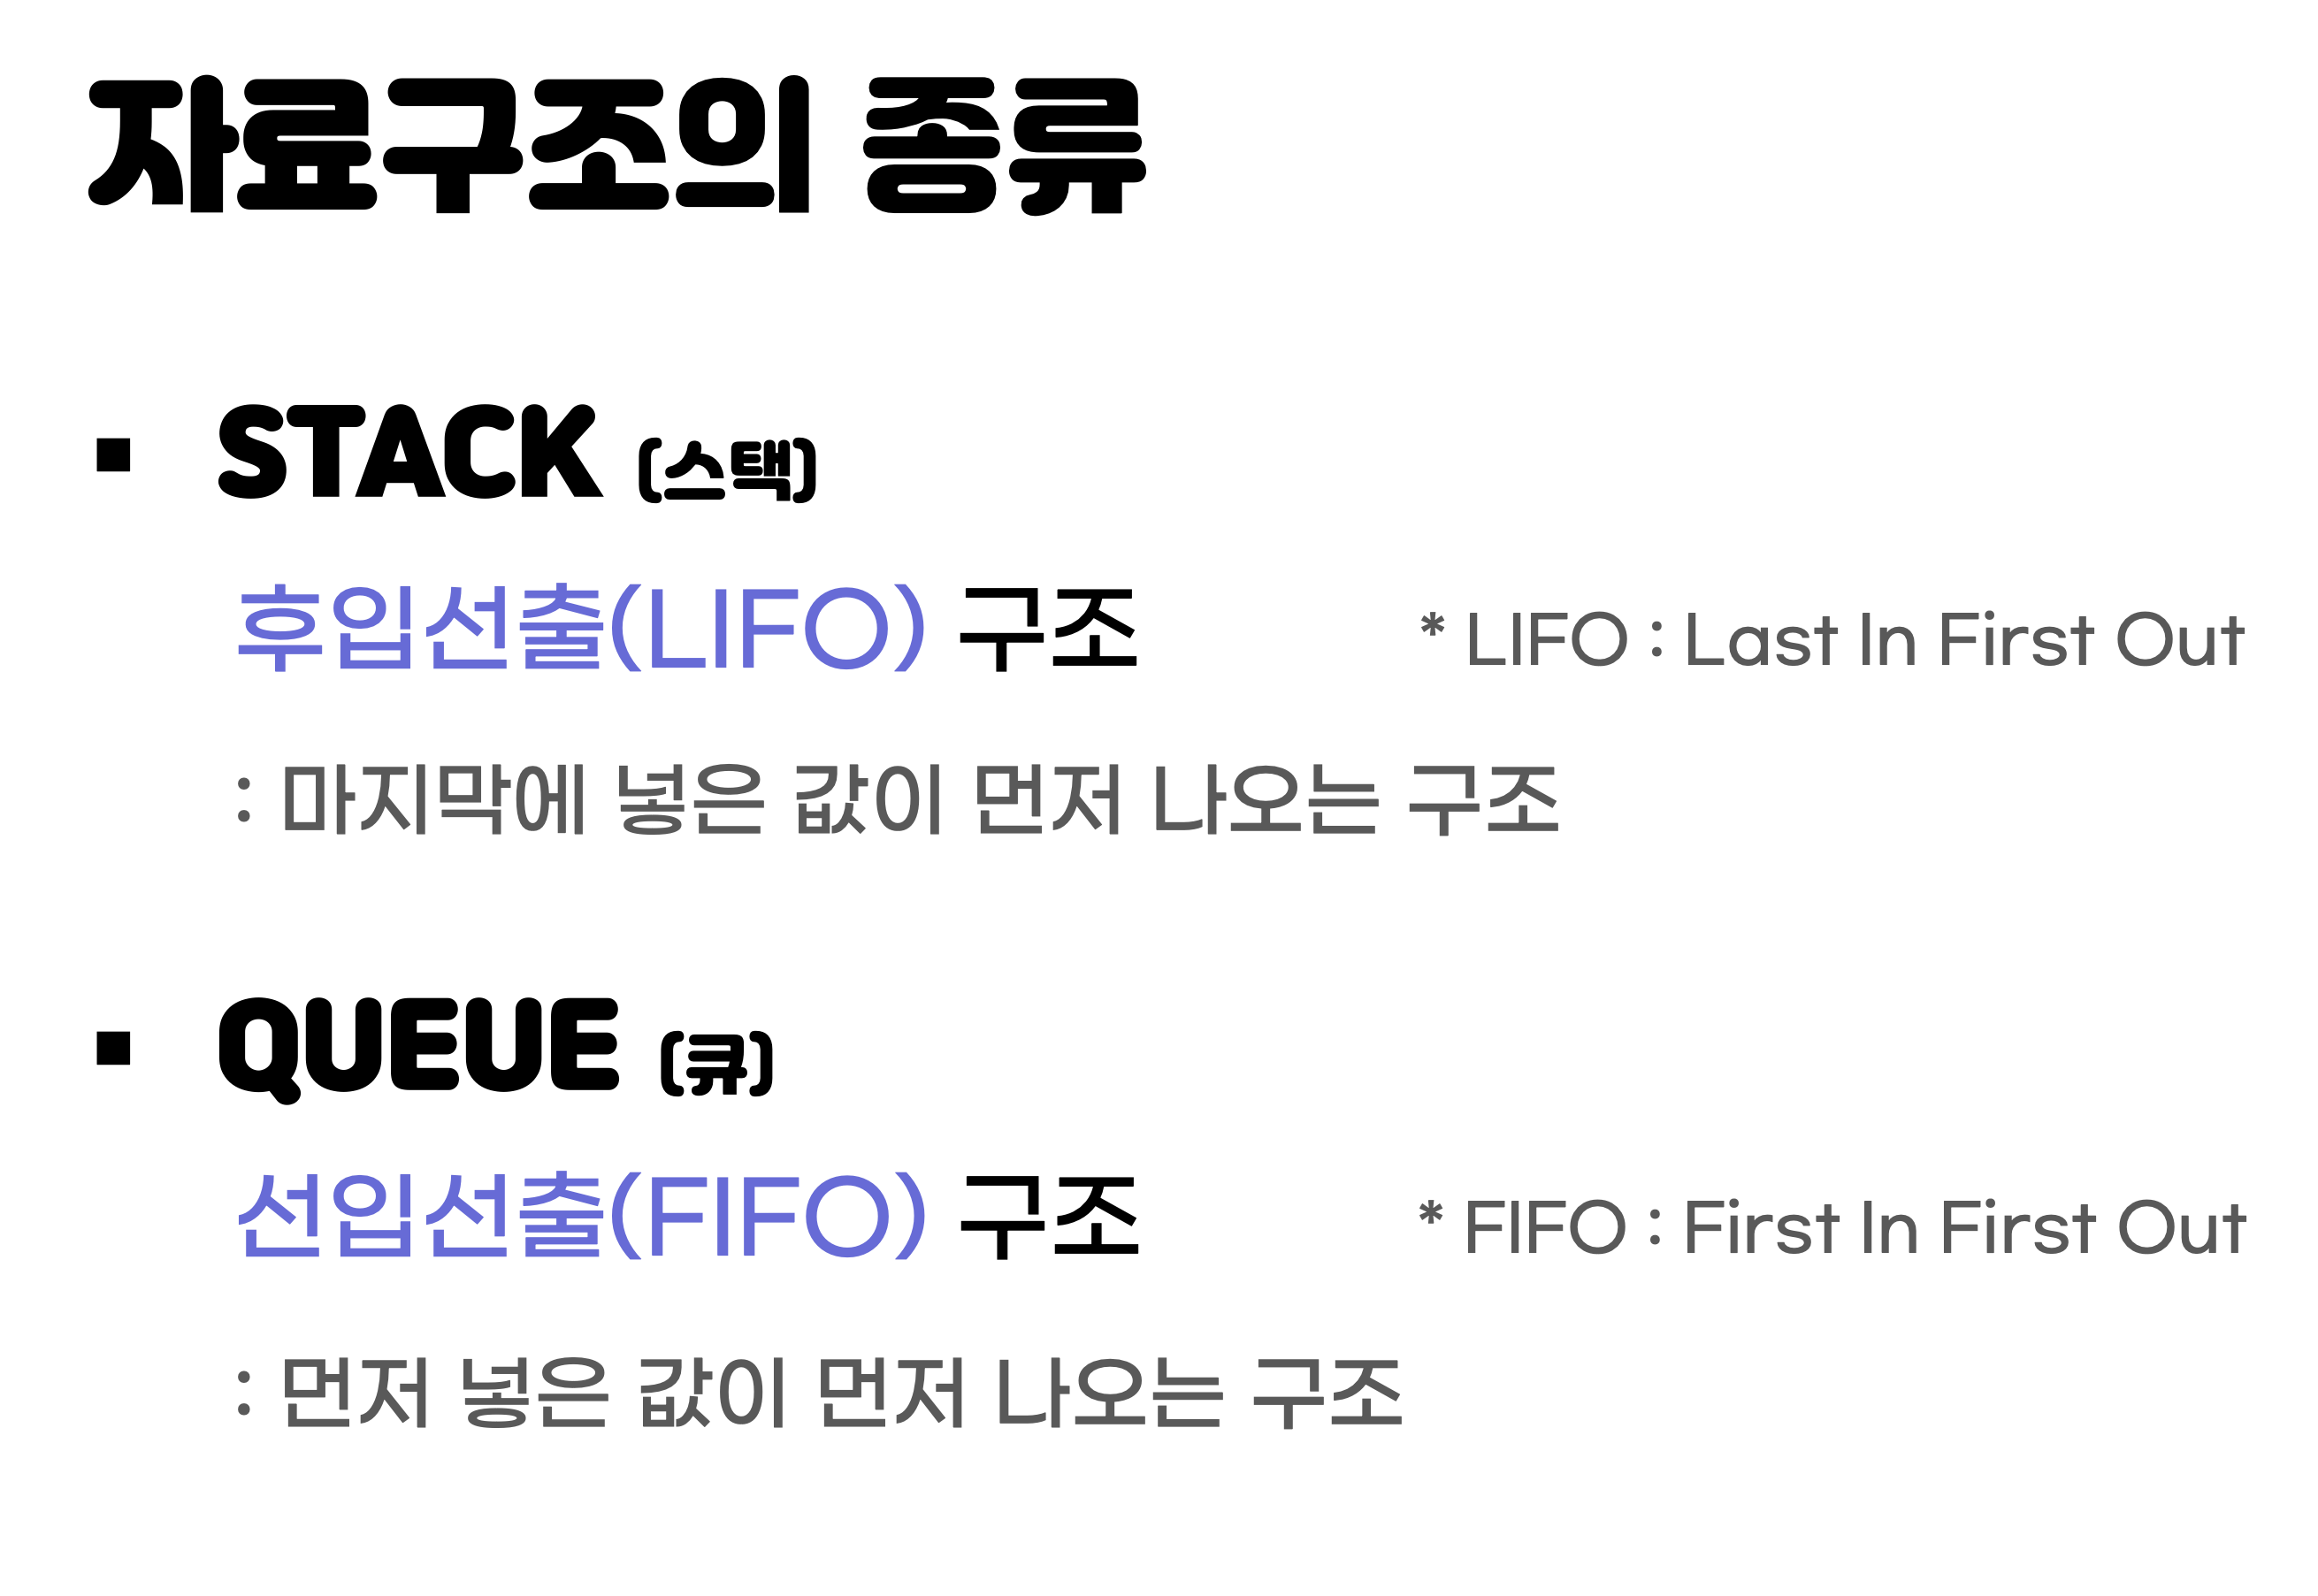 자료구조의 종류
▪ STACK (스택)
후입선출(LIFO) 구조 * LIFO : Last In First Out
: 마지막에 넣은 값이 먼저 나오는 구조
▪ QUEUE (큐)
선입선출(FIFO) 구조 * FIFO : First In First Out
: 먼저 넣은 값이 먼저 나오는 구조